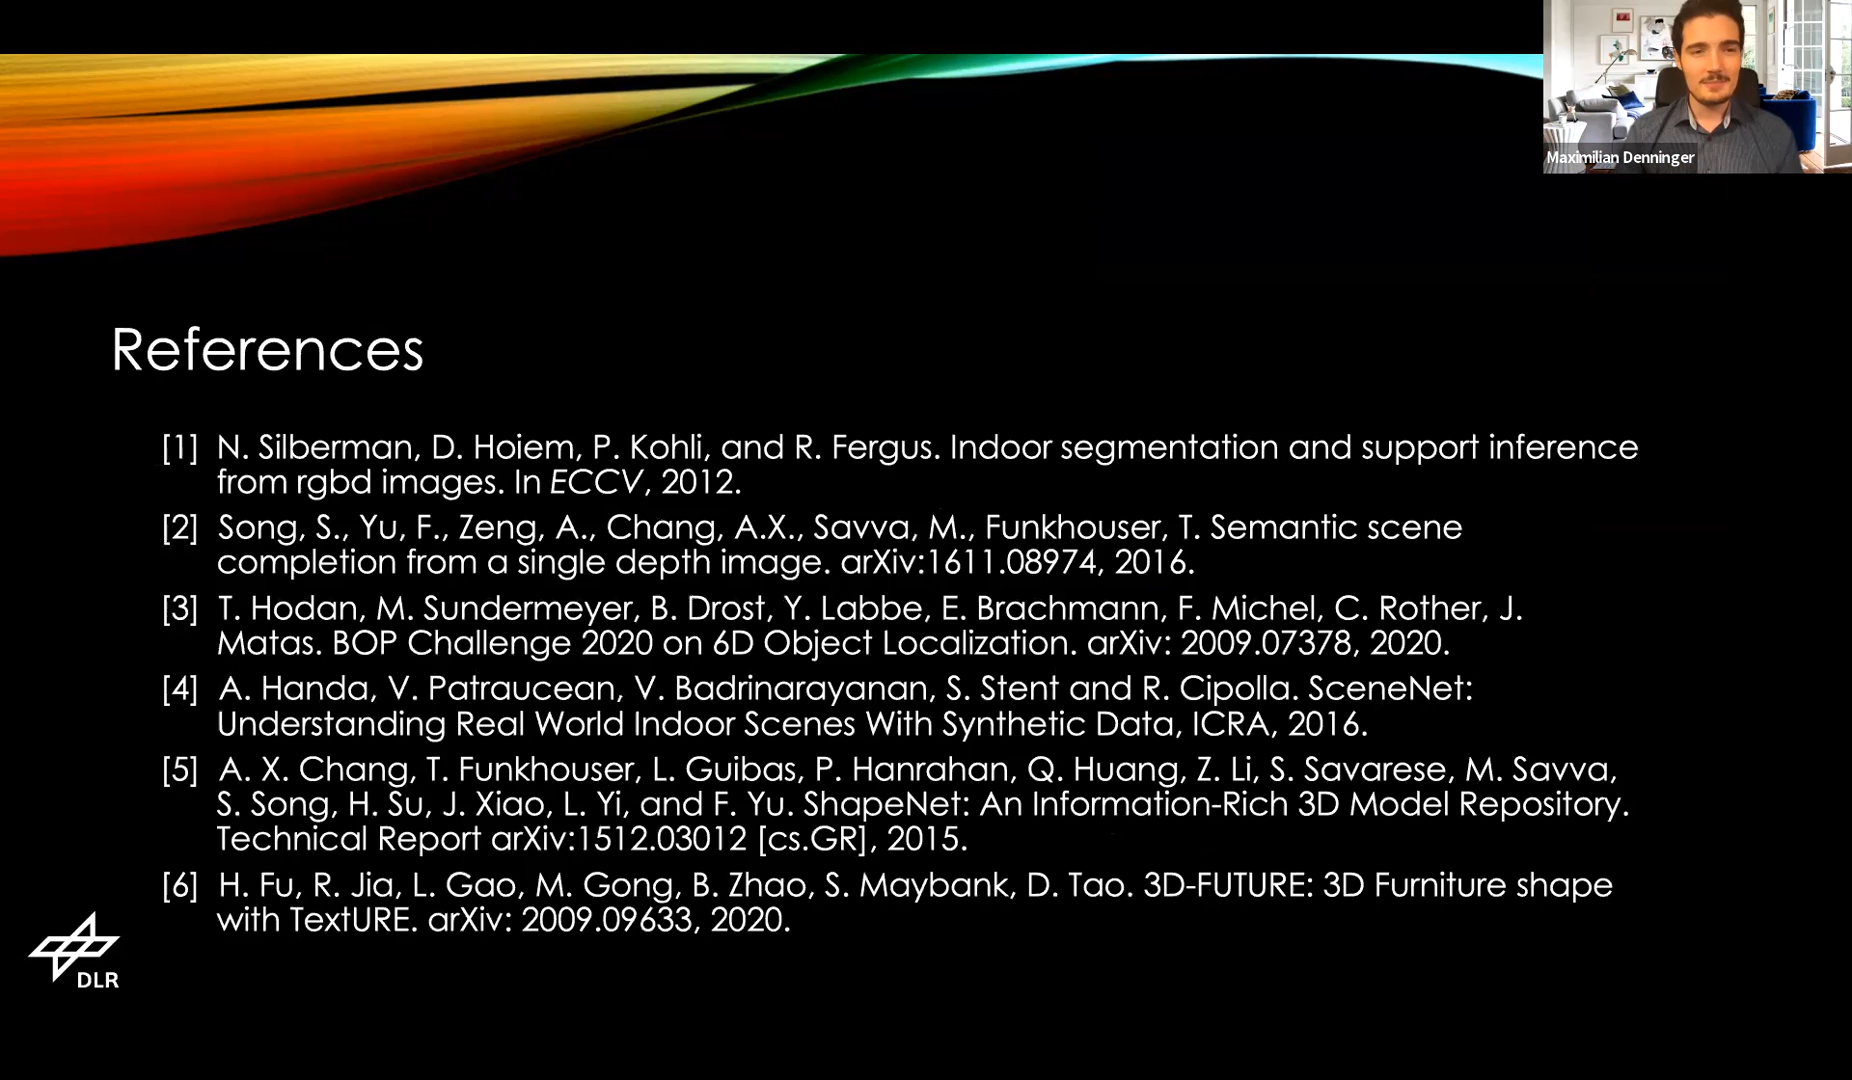 Maximilian Denninger
References
[1] N. Silberman, D. Hoiem, P. Kohli, and R. Fergus. Indoor segmentation and support inference
from rgbd images. In ECCV, 2012.
[2] Song, S., Yu, F., Zeng, A., Chang, A.X., Savva, M., Funkhouser, T. Semantic scene
completion from a single depth image. arXiv:1611.08974, 2016.
[3] T. Hodan, M. Sundermeyer, B. Drost, Y. Labbe, E. Brachmann, F. Michel, C. Rother, J.
Matas. BOP Challenge 2020 on 6D Object Localization. arXiv: 2009.07378, 2020.
[4] A. Handa, V. Patraucean, V. Badrinarayanan, S. Stent and R. Cipolla. SceneNet:
Understanding Real World Indoor Scenes With Synthetic Data, ICRA, 2016.
[5] A. X. Chang, T. Funkhouser, L. Guibas, P. Hanrahan, Q. Huang, Z. Li, S. Savarese, M. Savva,
S. Song, H. Su, J. Xiao, L. Yi, and F. Yu. ShapeNet: An Information-Rich 3D Model Repository.
Technical Report arXiv:1512.03012 [cs.GR], 2015.
[6] H. Fu, R. Jia, L. Gao, M. Gong, B. Zhao, S. Maybank, D. Tao. 3D-FUTURE: 3D Furniture shape
with TextURE. arXiv: 2009.09633, 2020.
DLR